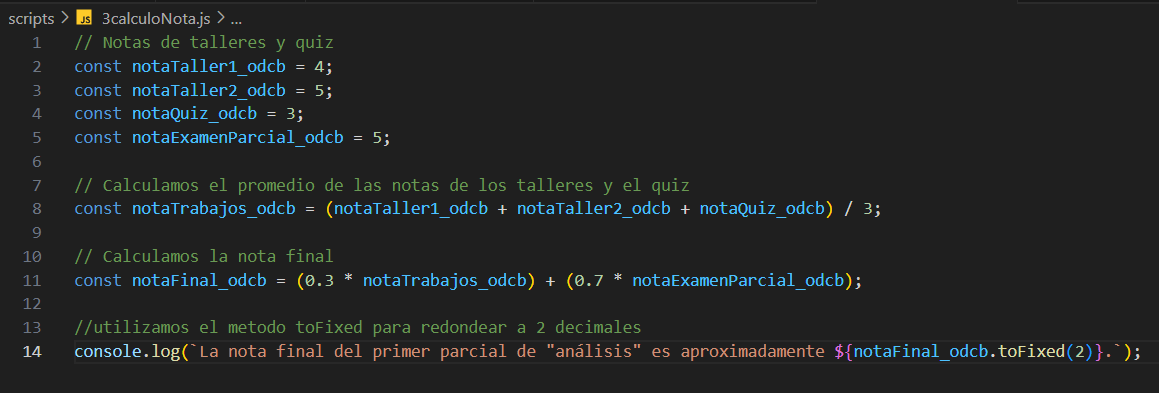 scripts > JS 3calculoNota.js > ...
1 // Notas de talleres y quiz
2 const notaTaller1_odcb = 4;
3 const notaTaller2_odcb = 5;
4 const notaQuiz_odcb = 3;
5 const notaExamenParcial_odcb = 5;
6
7 // Calculamos el promedio de las notas de los talleres y el quiz
8 const notaTrabajos_odcb = (notaTaller1_odcb + notaTaller2_odcb + notaQuiz_odcb) / 3;
9
10 // Calculamos la nota final
11 const notaFinal_odcb = (0.3 * notaTrabajos_odcb) + (0.7 * notaExamenParcial_odcb);
12
13 //utilizamos el metodo toFixed para redondear a 2 decimales
14 console.log(`La nota final del primer parcial de "análisis" es aproximadamente ${notaFinal_odcb.toFixed(2)}.`);